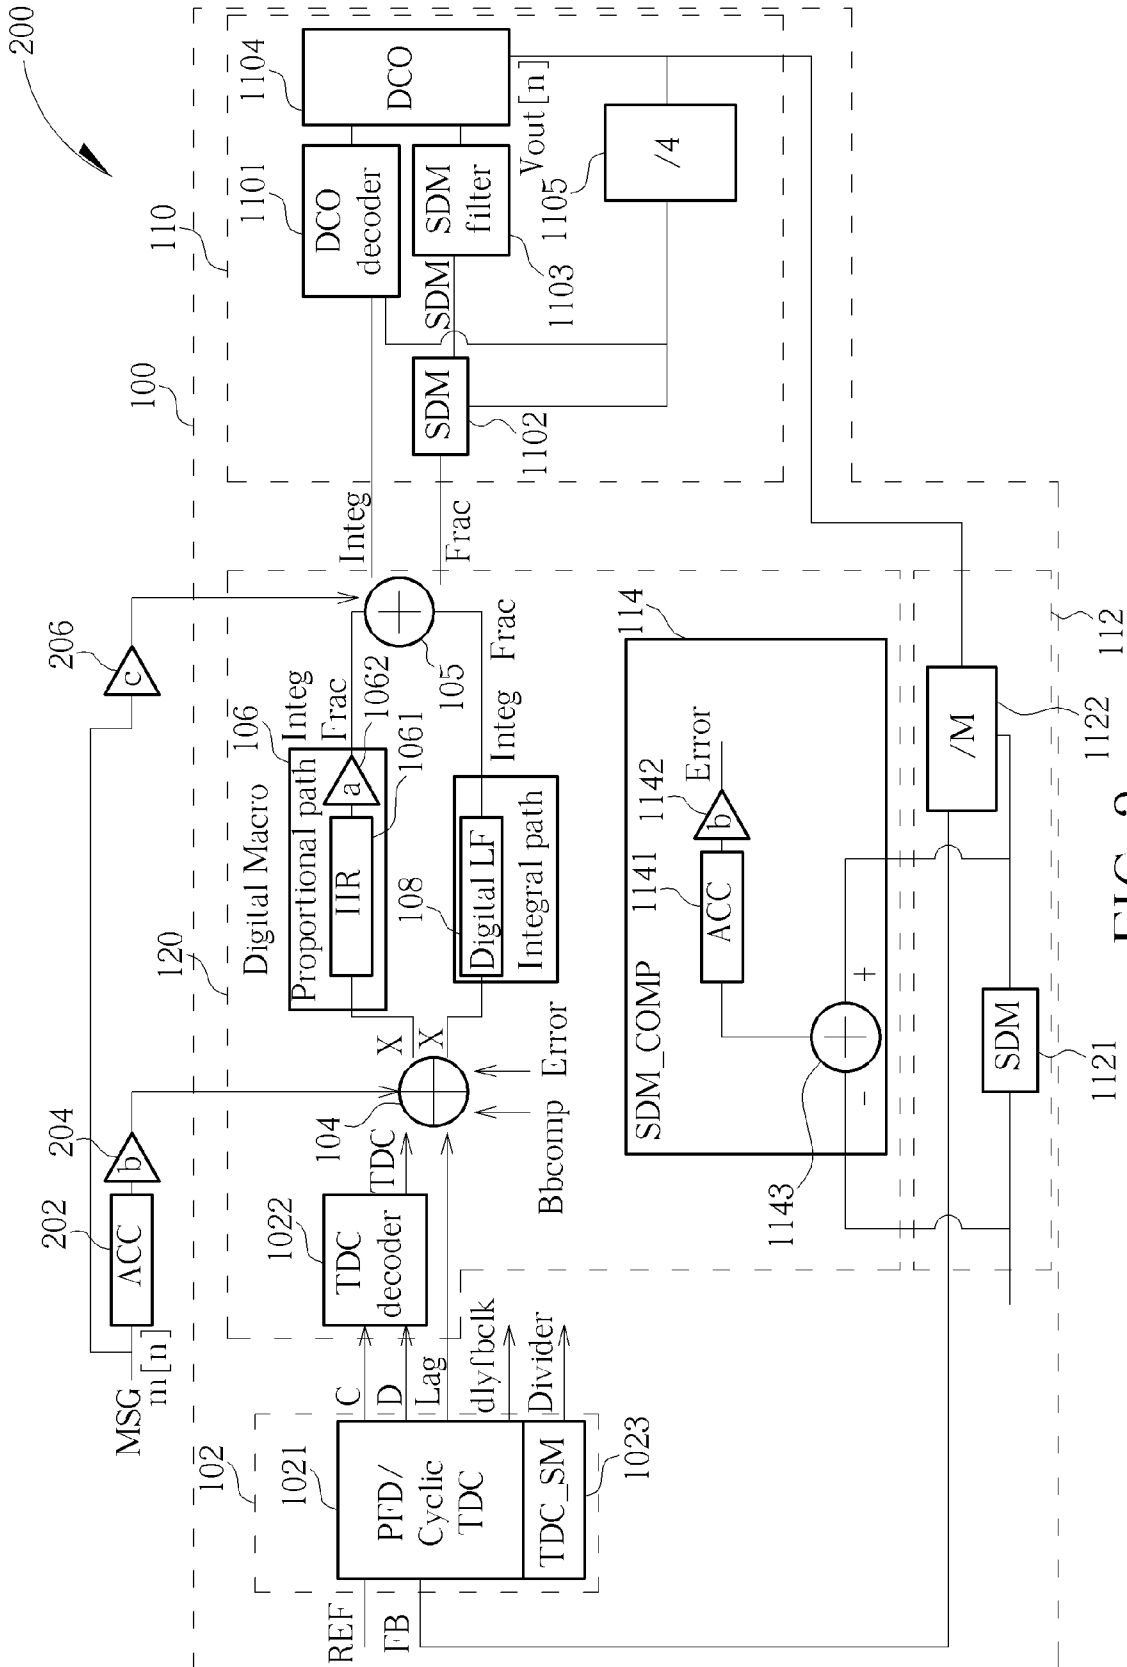 200
100
110
1104
DCO
1101
DCO
decoder
SDM
filter
1103
SDM
Vout[n]
/4
1105
SDM
1102
Integ
Frac
206
c
204
b
202
ACC
MSG
m[n]
120
Digital Macro
106
Proportional path
IIR
a
1062
1061
Integ
Frac
105
Integ
Frac
108
Digital LF
Integral path
X
X
104
TDC
Bbcomp
Error
1022
TDC
decoder
102
1021
PFD/
Cyclic
TDC
TDC_SM
1023
C
D
Lag
dlyfbclk
Divider
REF
FB
114
SDM_COMP
1141
ACC
1142
b
Error
1143
+
-
112
/M
1122
SDM
1121
FIG. 2